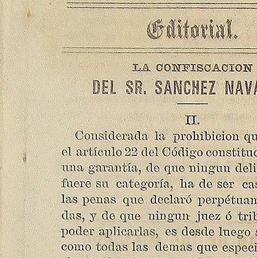 Editorial.
LA CONFISCACION
DEL SR. SANCHEZ NAVA
II.
Considerada la prohibicion qu
el artículo 22 del Código constituc
una garantía, de que ningun deli
fuere su categoría, ha de ser cas
las penas que declaró perpétuam
das, y de que ningun juez ó trib
poder aplicarlas, es desde luego s
como todas las demas que especi